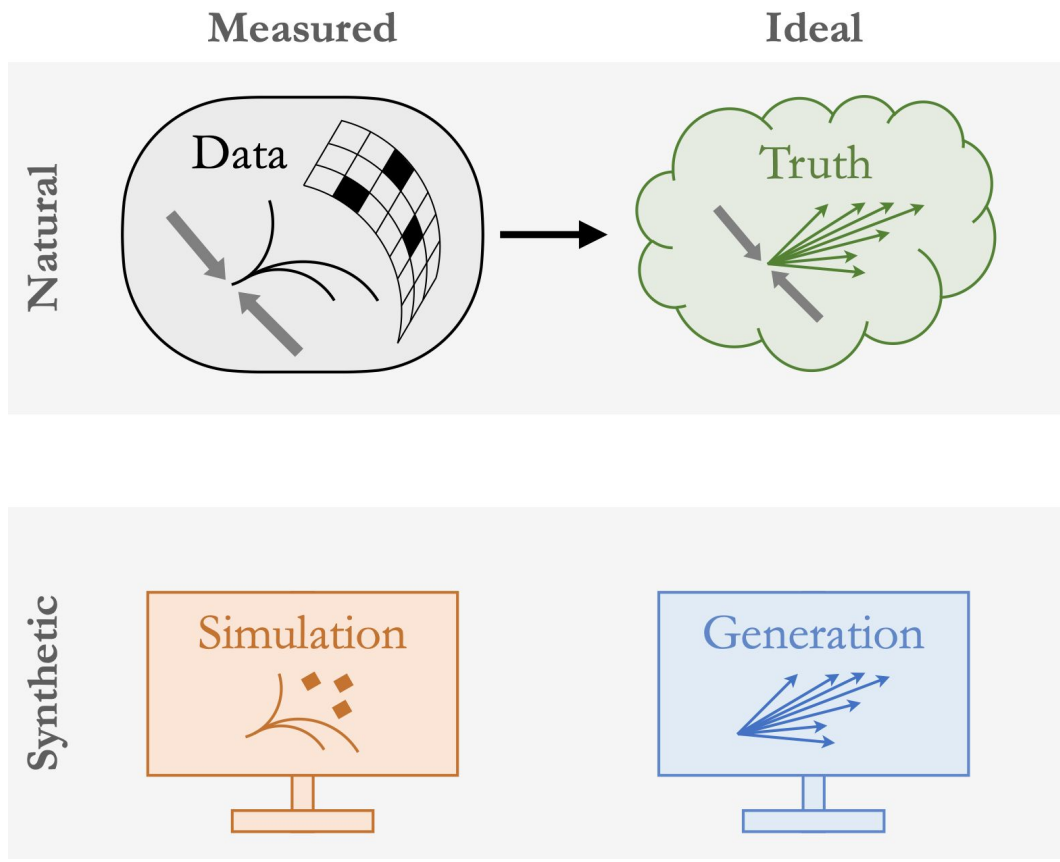 Measured
Ideal
Natural
Data
Truth
Synthetic
Simulation
Generation